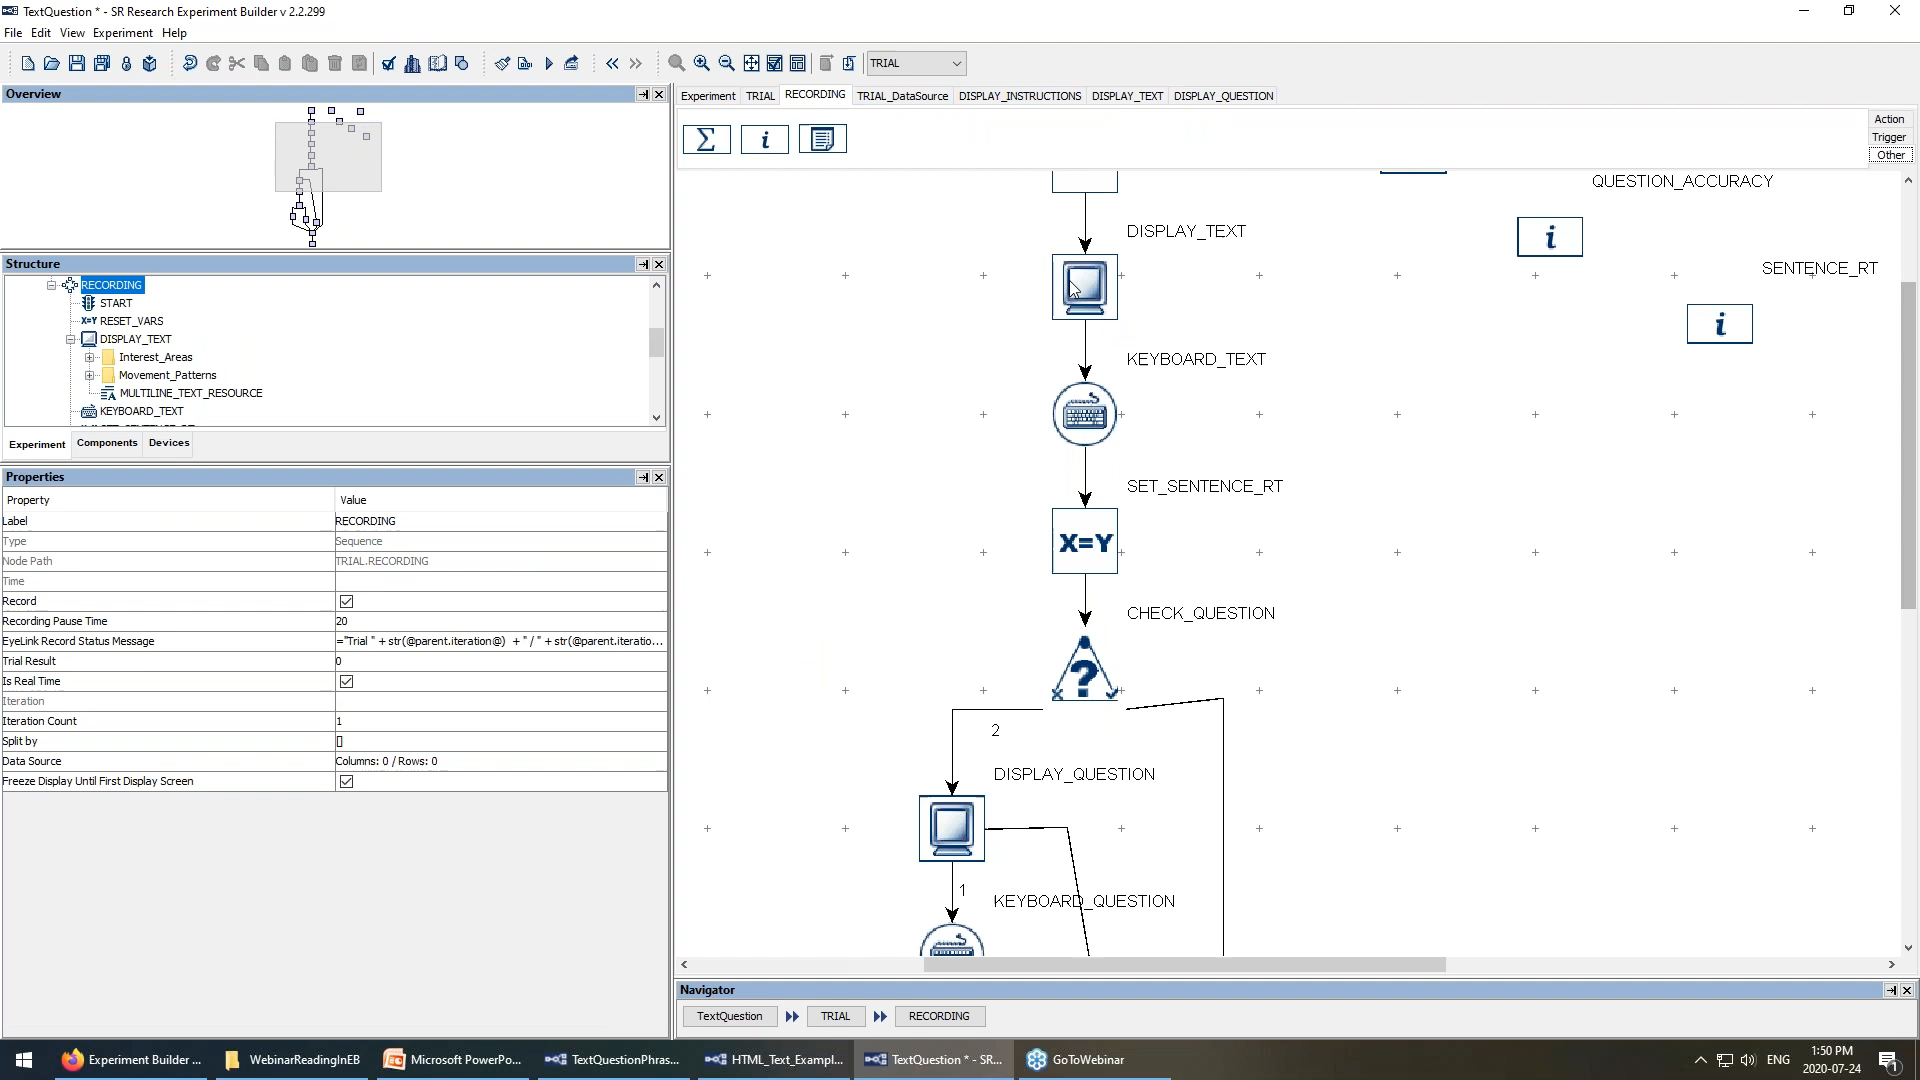 TextQuestion * - SR Research Experiment Builder v 2.2.299
File Edit View Experiment Help
TRIAL
Overview
Structure
RECORDING
START
X=Y RESET_VARS
DISPLAY_TEXT
Interest_Areas
Movement_Patterns
MULTILINE_TEXT_RESOURCE
KEYBOARD_TEXT
Experiment Components Devices
Properties
Property Value
Label RECORDING
Type Sequence
Node Path TRIAL.RECORDING
Time
Record
Recording Pause Time 20
EyeLink Record Status Message ="Trial " + str(@parent.iteration@) + " / " + str(@parent.iteratio...
Trial Result 0
Is Real Time
Iteration
Iteration Count 1
Split by []
Data Source Columns: 0 / Rows: 0
Freeze Display Until First Display Screen
Experiment TRIAL RECORDING TRIAL_DataSource DISPLAY_INSTRUCTIONS DISPLAY_TEXT DISPLAY_QUESTION
Σ i
Action
Trigger
Other
QUESTION_ACCURACY
i
DISPLAY_TEXT
SENTENCE_RT
i
KEYBOARD_TEXT
SET_SENTENCE_RT
X=Y
CHECK_QUESTION
?
2
DISPLAY_QUESTION
1
KEYBOARD_QUESTION
Navigator
TextQuestion TRIAL RECORDING
Experiment Builder ... WebinarReadingInEB Microsoft PowerPo... TextQuestionPhras... HTML_Text_Exampl... TextQuestion * - SR... GoToWebinar ENG 1:50 PM
2020-07-24
1